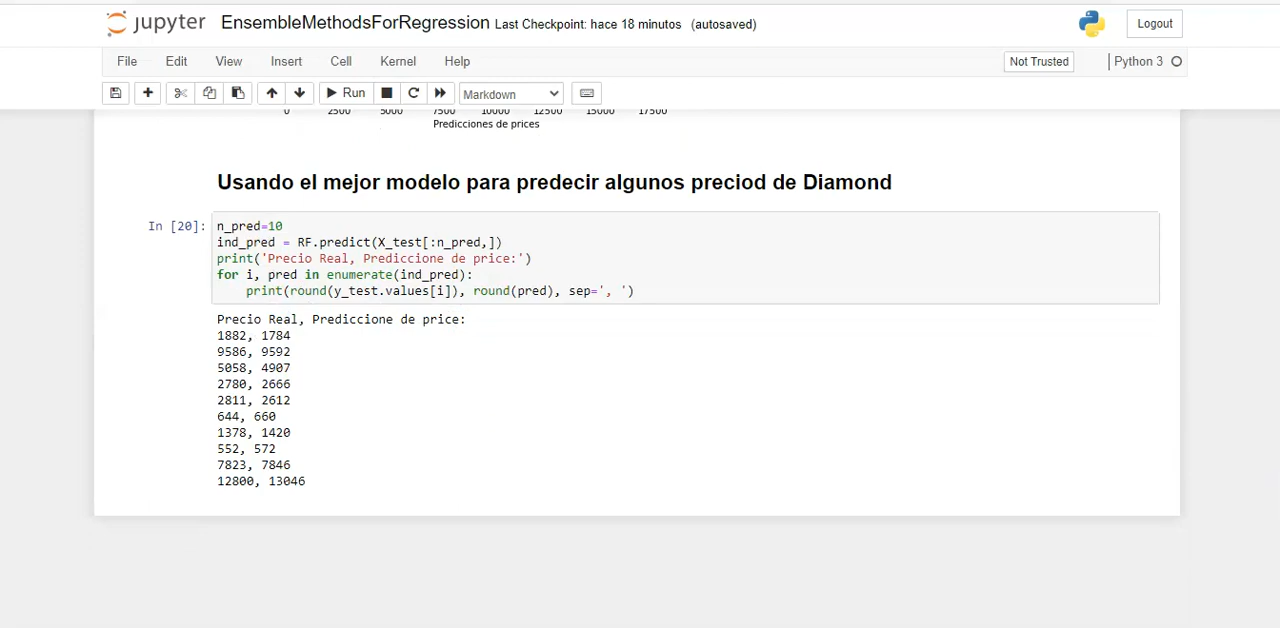 jupyter EnsembleMethodsForRegression Last Checkpoint: hace 18 minutos (autosaved) Logout
File Edit View Insert Cell Kernel Help Not Trusted Python 3
Run Markdown
0 2500 5000 7500 10000 12500 15000 17500
Predicciones de prices
Usando el mejor modelo para predecir algunos preciod de Diamond
In [20]: n_pred=10
ind_pred = RF.predict(X_test[:n_pred,])
print('Precio Real, Prediccione de price:')
for i, pred in enumerate(ind_pred):
    print(round(y_test.values[i]), round(pred), sep=', ')
Precio Real, Prediccione de price:
1882, 1784
9586, 9592
5058, 4907
2780, 2666
2811, 2612
644, 660
1378, 1420
552, 572
7823, 7846
12800, 13046